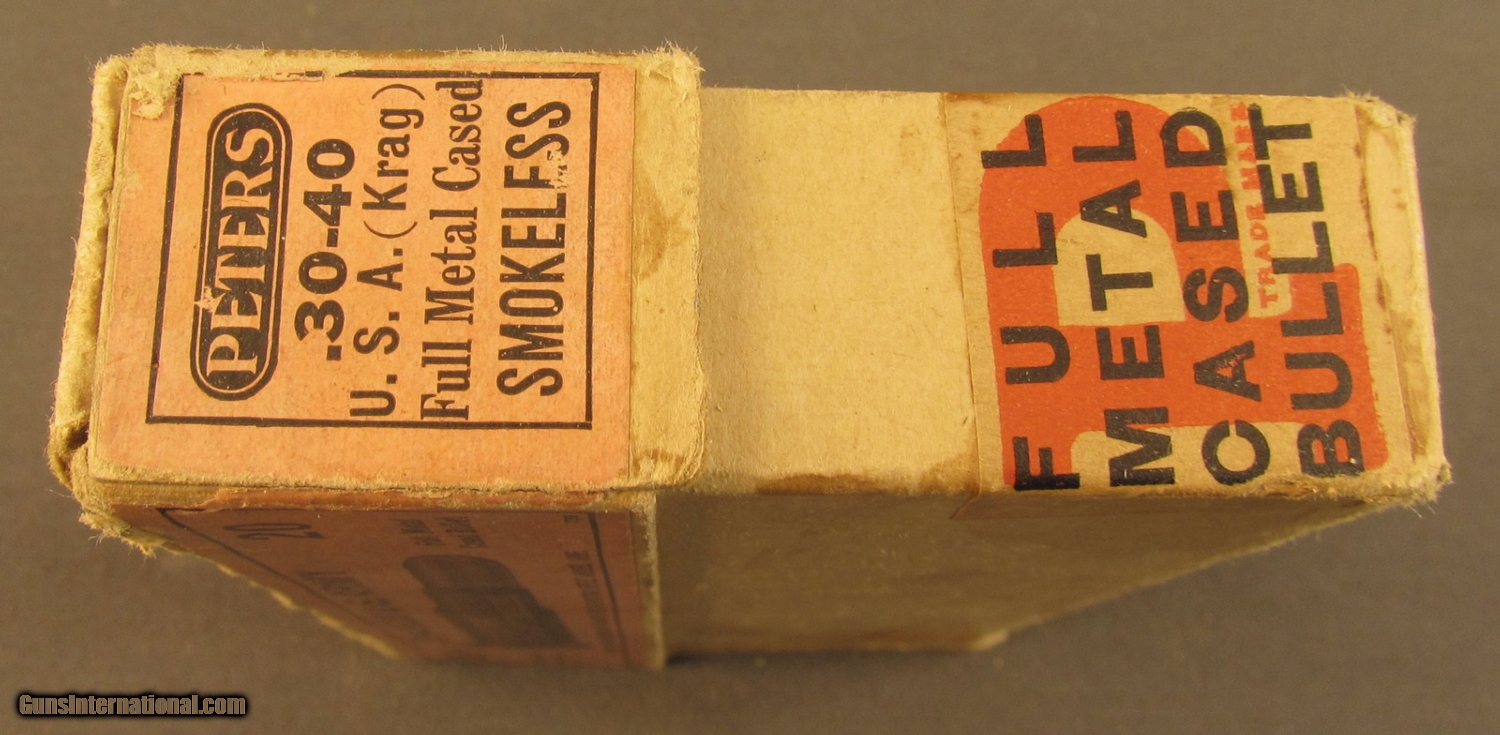 PETERS
.30-40
U. S. A. (Krag)
Full Metal Cased
SMOKELESS
FULL
METAL
CASED
TRADE MARK
BULLET
20
GunsInternational.com